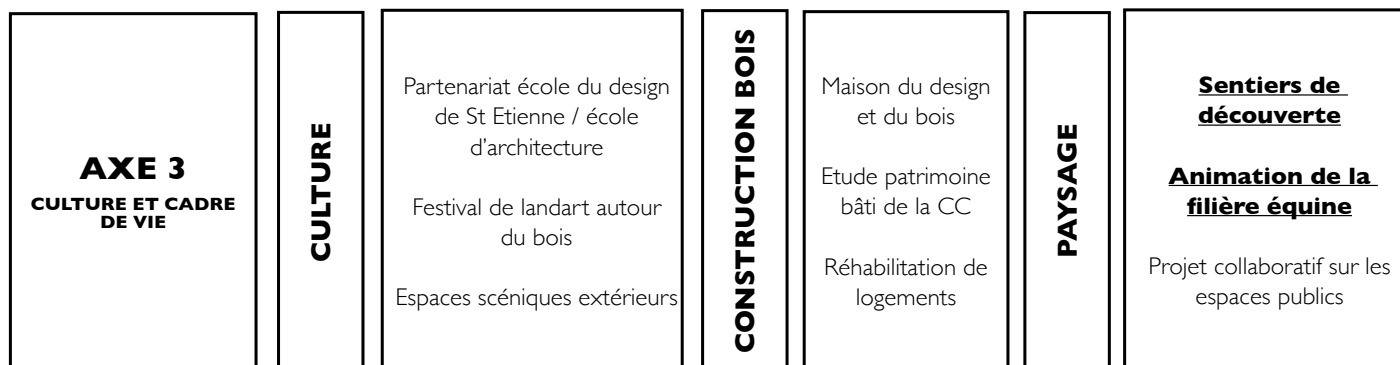 AXE 3
CULTURE ET CADRE
DE VIE
CULTURE
Partenariat école du design
de St Etienne / école
d'architecture
Festival de landart autour
du bois
Espaces scéniques extérieurs
CONSTRUCTION BOIS
Maison du design
et du bois
Etude patrimoine
bâti de la CC
Réhabilitation de
logements
PAYSAGE
Sentiers de
découverte
Animation de la
filière équine
Projet collaboratif sur les
espaces publics